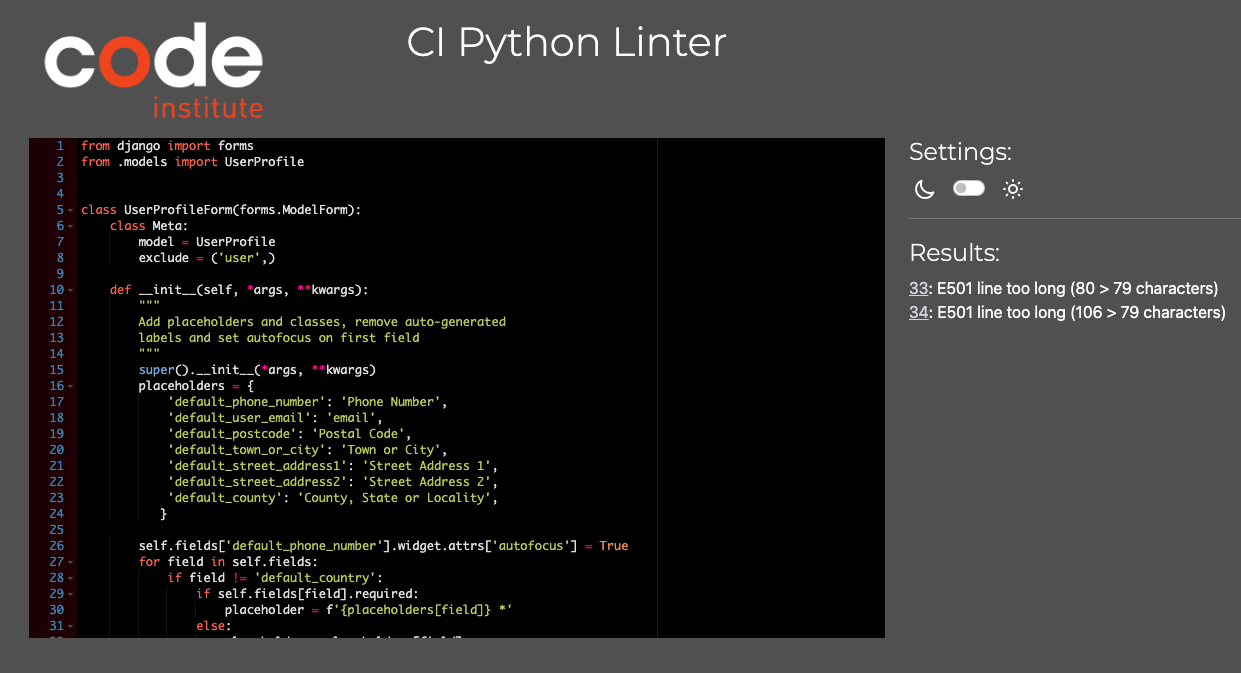 code
institute
CI Python Linter
1 from django import forms
2 from .models import UserProfile
3
4
5 class UserProfileForm(forms.ModelForm):
6     class Meta:
7         model = UserProfile
8         exclude = ('user',)
9
10     def __init__(self, *args, **kwargs):
11         """
12         Add placeholders and classes, remove auto-generated
13         labels and set autofocus on first field
14         """
15         super().__init__(*args, **kwargs)
16         placeholders = {
17             'default_phone_number': 'Phone Number',
18             'default_user_email': 'email',
19             'default_postcode': 'Postal Code',
20             'default_town_or_city': 'Town or City',
21             'default_street_address1': 'Street Address 1',
22             'default_street_address2': 'Street Address 2',
23             'default_county': 'County, State or Locality',
24            }
25
26         self.fields['default_phone_number'].widget.attrs['autofocus'] = True
27         for field in self.fields:
28             if field != 'default_country':
29                 if self.fields[field].required:
30                     placeholder = f'{placeholders[field]} *'
31                 else:
Settings:
Results:
33: E501 line too long (80 > 79 characters)
34: E501 line too long (106 > 79 characters)